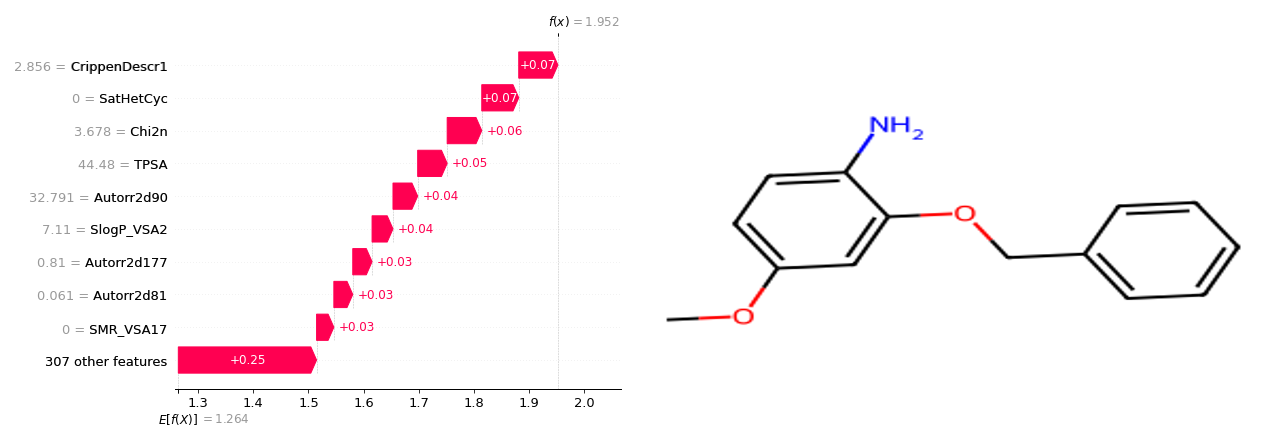 f(x) = 1.952
2.856 = CrippenDescr1
+0.07
0 = SatHetCyc
+0.07
3.678 = Chi2n
+0.06
44.48 = TPSA
+0.05
32.791 = Autorr2d90
+0.04
7.11 = SlogP_VSA2
+0.04
0.81 = Autorr2d177
+0.03
0.061 = Autorr2d81
+0.03
0 = SMR_VSA17
+0.03
307 other features
+0.25
1.3 1.4 1.5 1.6 1.7 1.8 1.9 2.0
E[f(X)] = 1.264
NH2
O
O